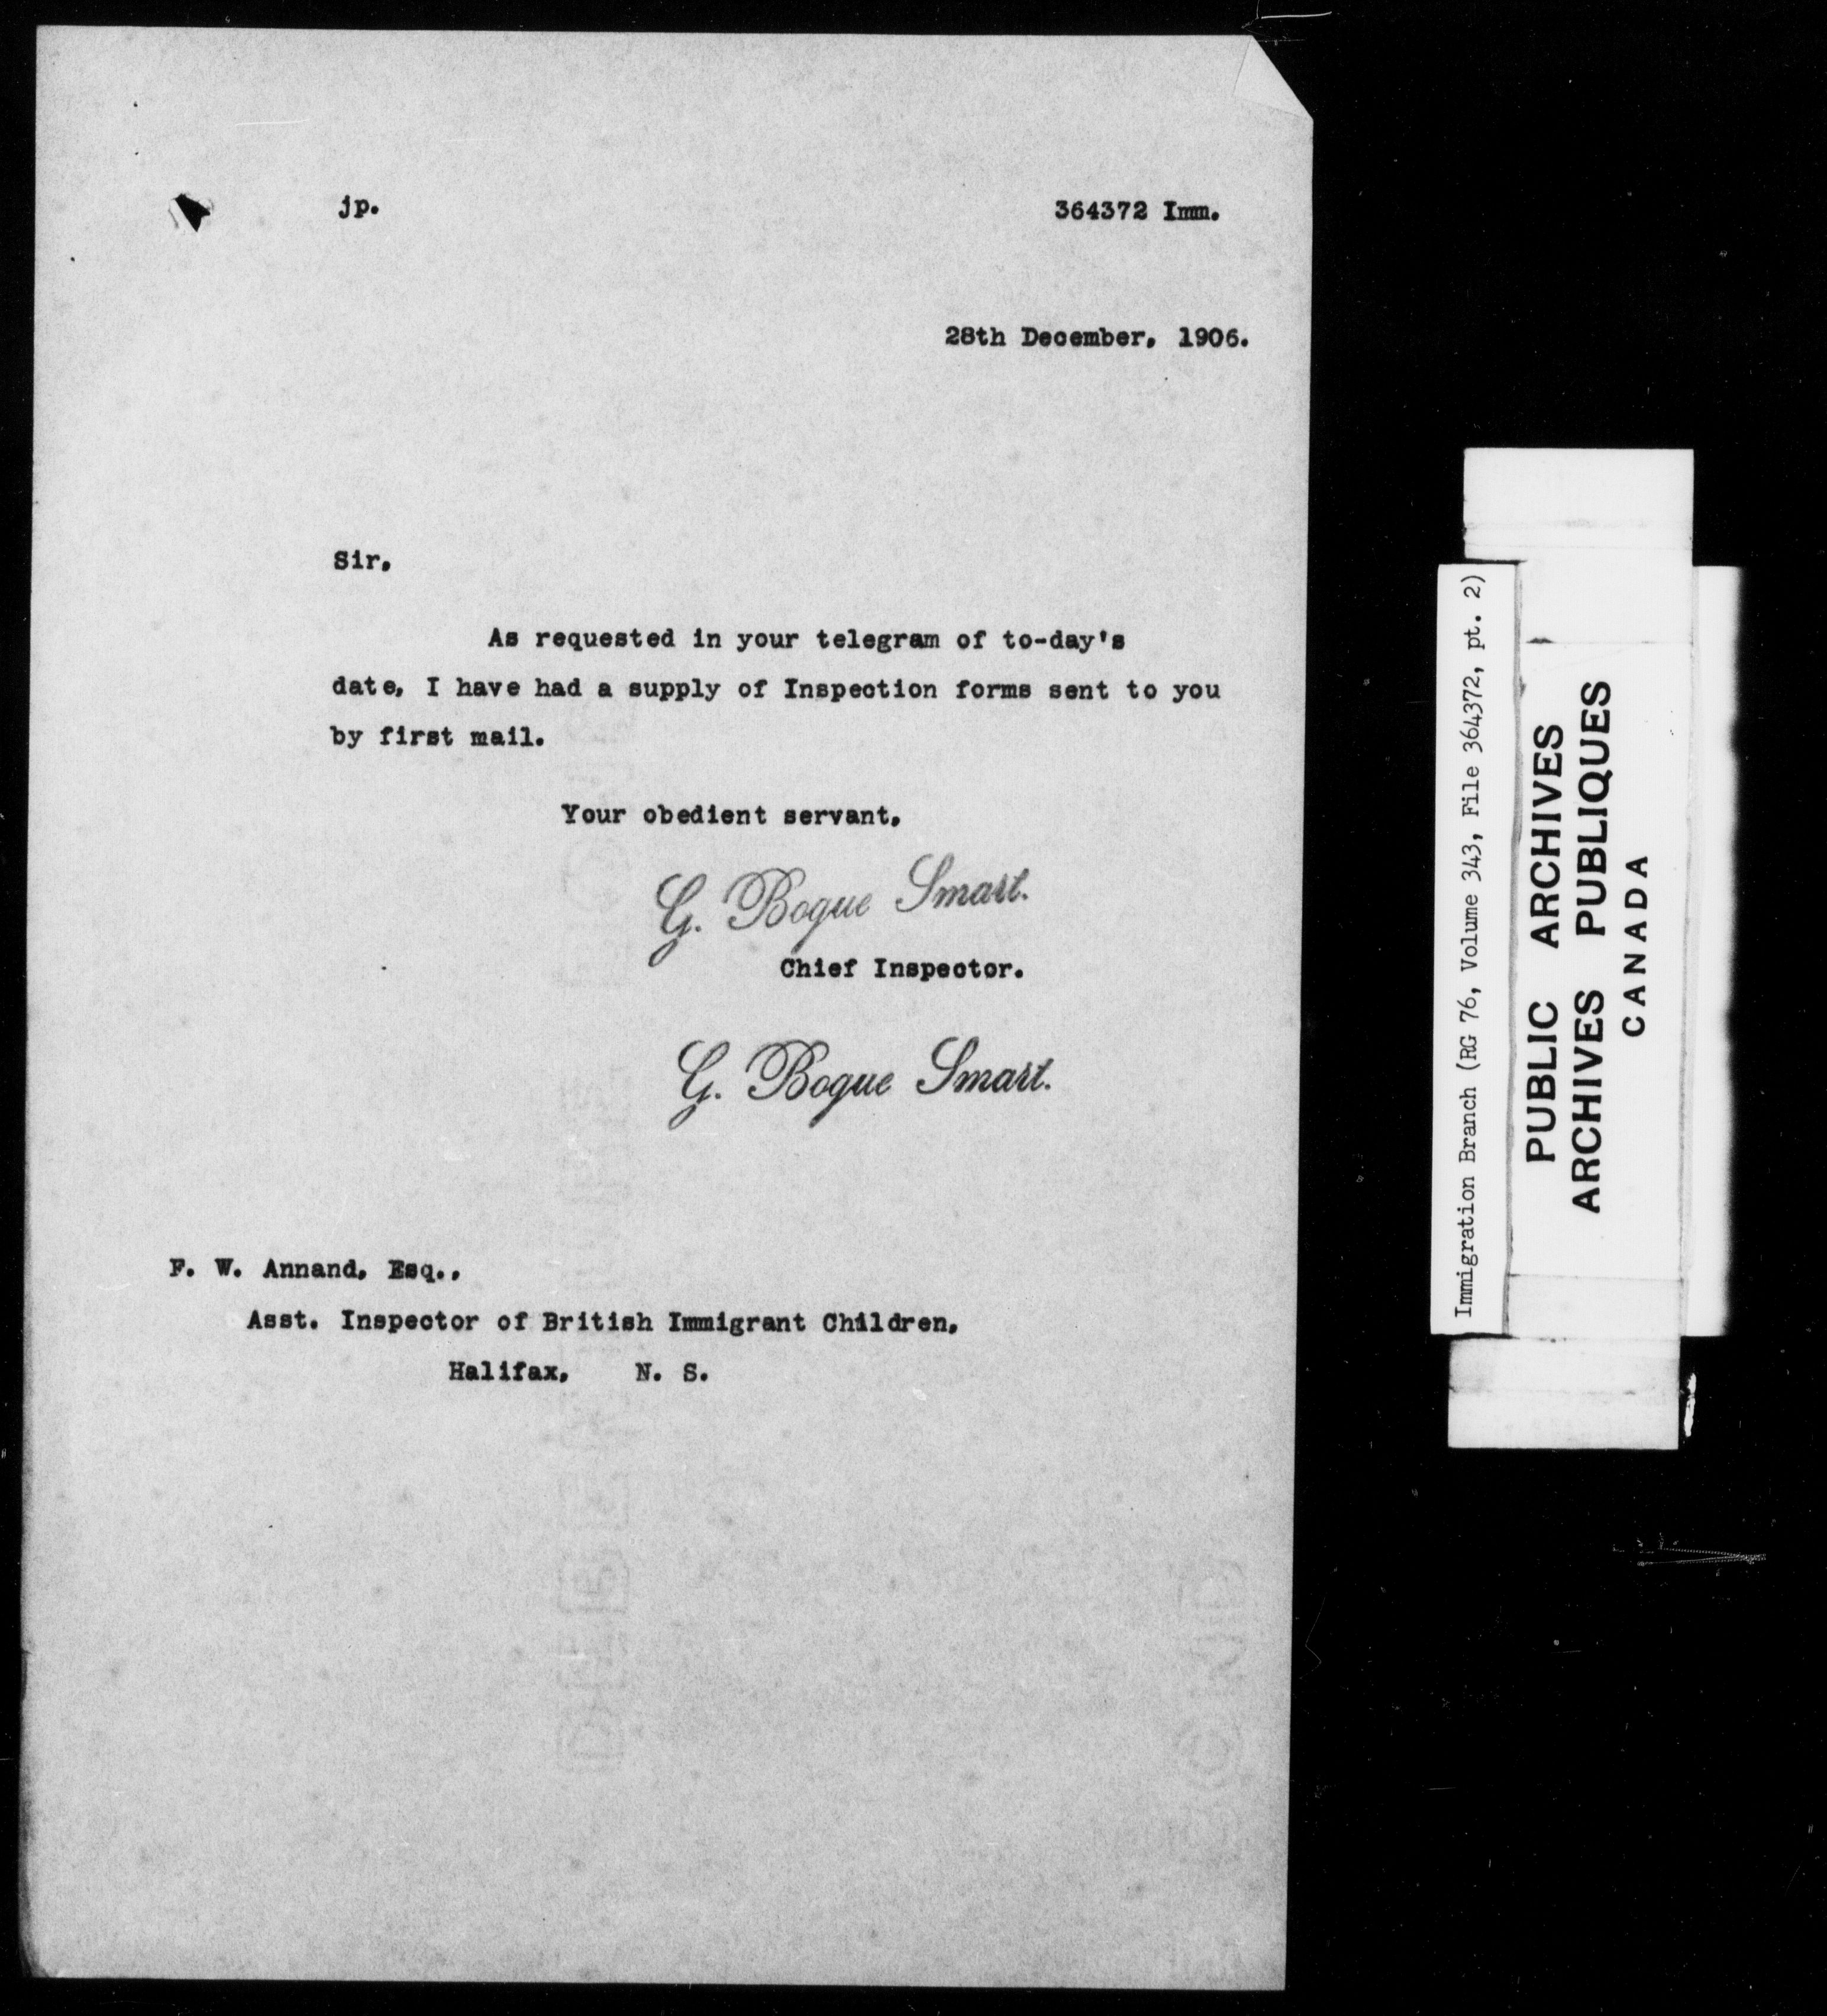 jp.
364372 Imm.
28th December, 1906.
Sir,
As requested in your telegram of to-day's
date, I have had a supply of Inspection forms sent to you
by first mail.
Your obedient servant,
G. Bogue Smart.
Chief Inspector.
G. Bogue Smart.
F. W. Annand, Esq.,
Asst. Inspector of British Immigrant Children,
Halifax, N. S.
Immigration Branch (RG 76, Volume 343, File 364372, pt. 2)
PUBLIC ARCHIVES
ARCHIVES PUBLIQUES
CANADA